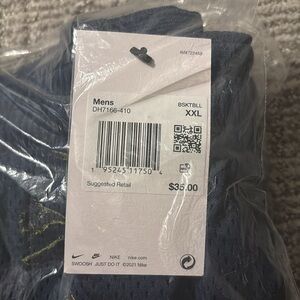 Mens
DH7166-410
BSKTBLL
XXL
1 95245 11750 4
Suggested Retail
$35.00
NIKE nike.com
SWOOSH JUST DO IT ©2021 Nike